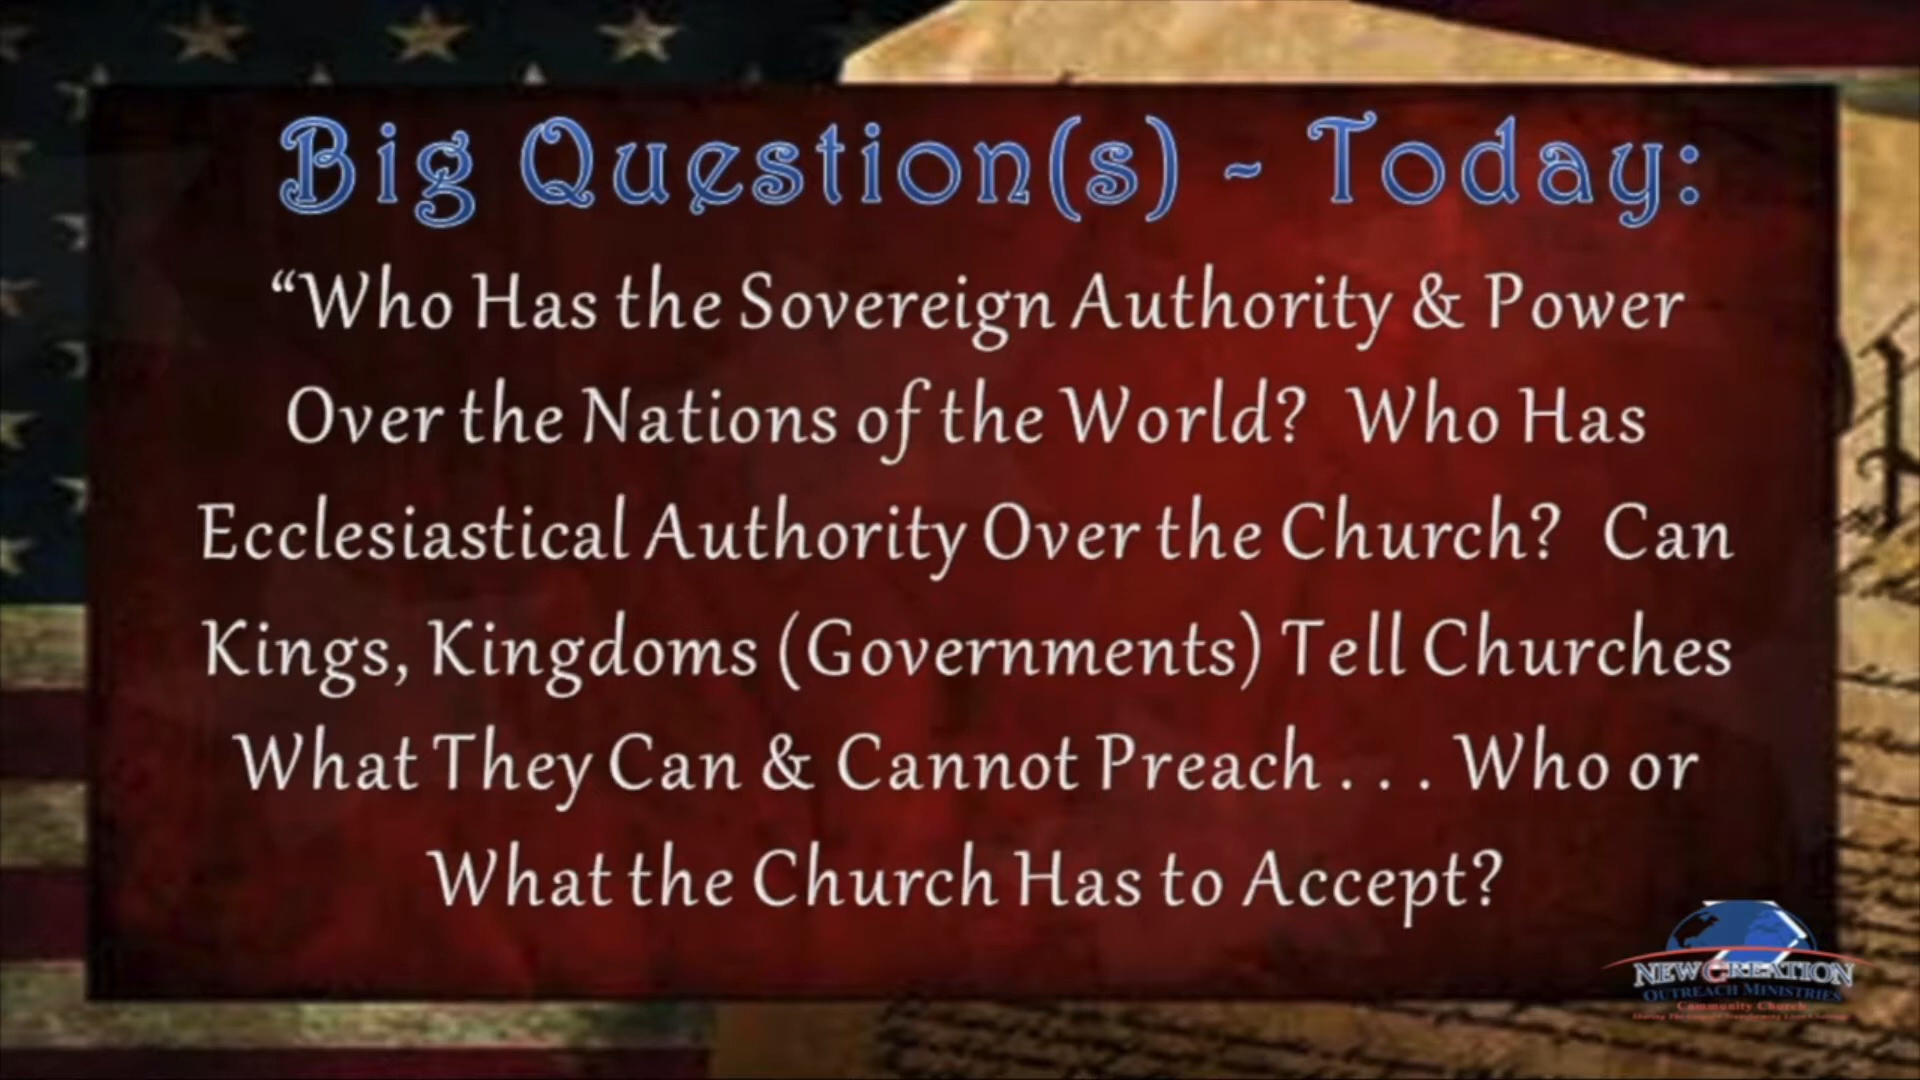 Big Question(s) - Today:
“Who Has the Sovereign Authority & Power
Over the Nations of the World? Who Has
Ecclesiastical Authority Over the Church? Can
Kings, Kingdoms (Governments) Tell Churches
What They Can & Cannot Preach . . . Who or
What the Church Has to Accept?
NEW CREATION
OUTREACH MINISTRIES
Community Church